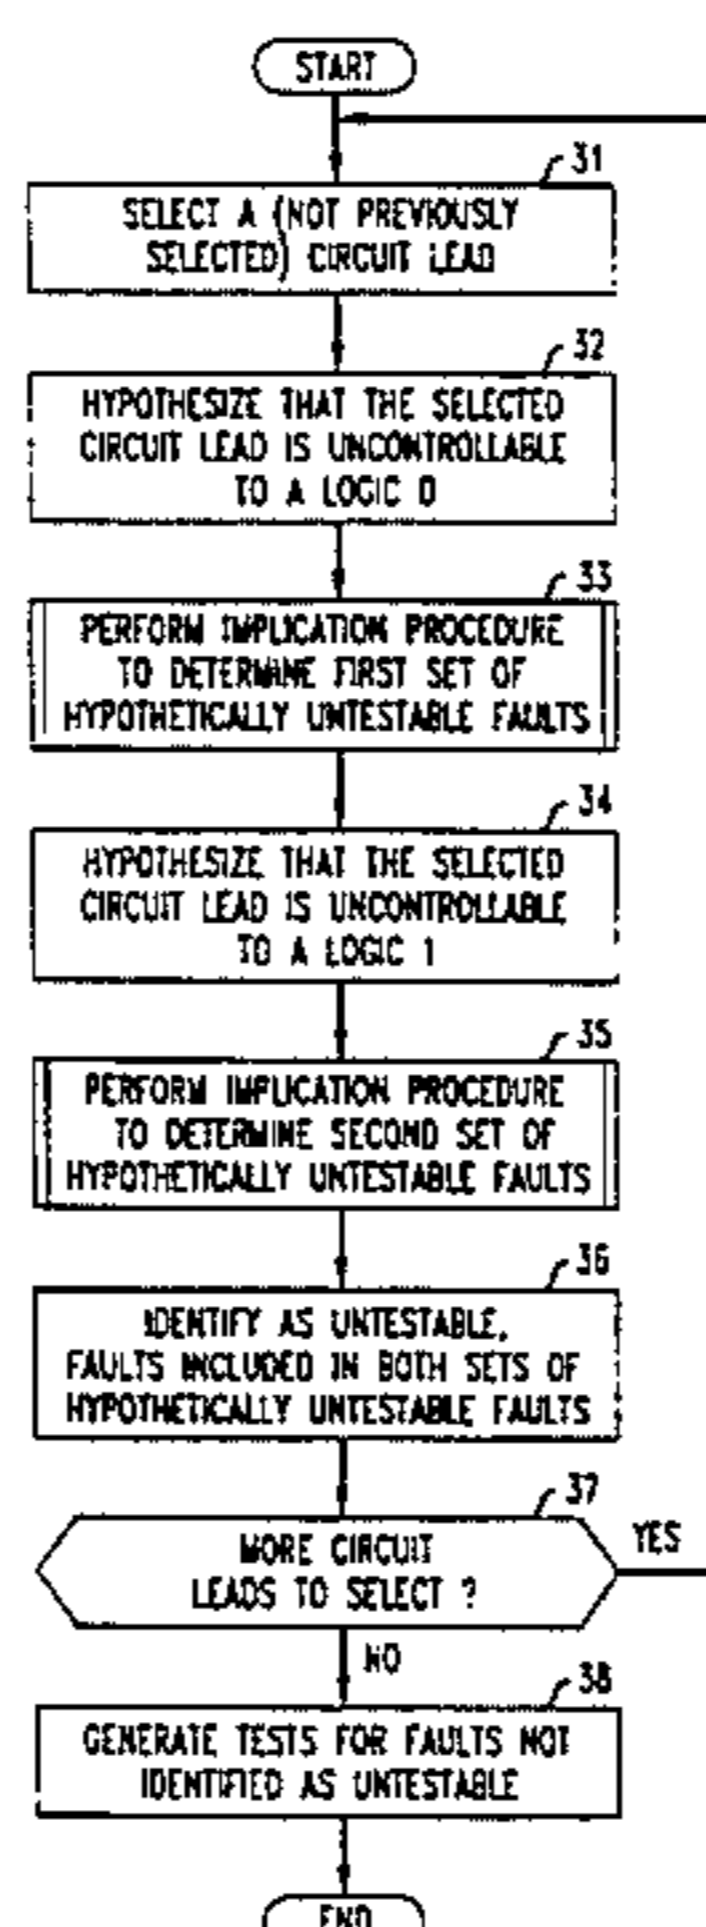 START
31
SELECT A (NOT PREVIOUSLY
SELECTED) CIRCUIT LEAD
32
HYPOTHESIZE THAT THE SELECTED
CIRCUIT LEAD IS UNCONTROLLABLE
TO A LOGIC 0
33
PERFORM IMPLICATION PROCEDURE
TO DETERMINE FIRST SET OF
HYPOTHETICALLY UNTESTABLE FAULTS
34
HYPOTHESIZE THAT THE SELECTED
CIRCUIT LEAD IS UNCONTROLLABLE
TO A LOGIC 1
35
PERFORM IMPLICATION PROCEDURE
TO DETERMINE SECOND SET OF
HYPOTHETICALLY UNTESTABLE FAULTS
36
IDENTIFY AS UNTESTABLE,
FAULTS INCLUDED IN BOTH SETS OF
HYPOTHETICALLY UNTESTABLE FAULTS
37
MORE CIRCUIT
LEADS TO SELECT ?
YES
NO
38
GENERATE TESTS FOR FAULTS NOT
IDENTIFIED AS UNTESTABLE
END